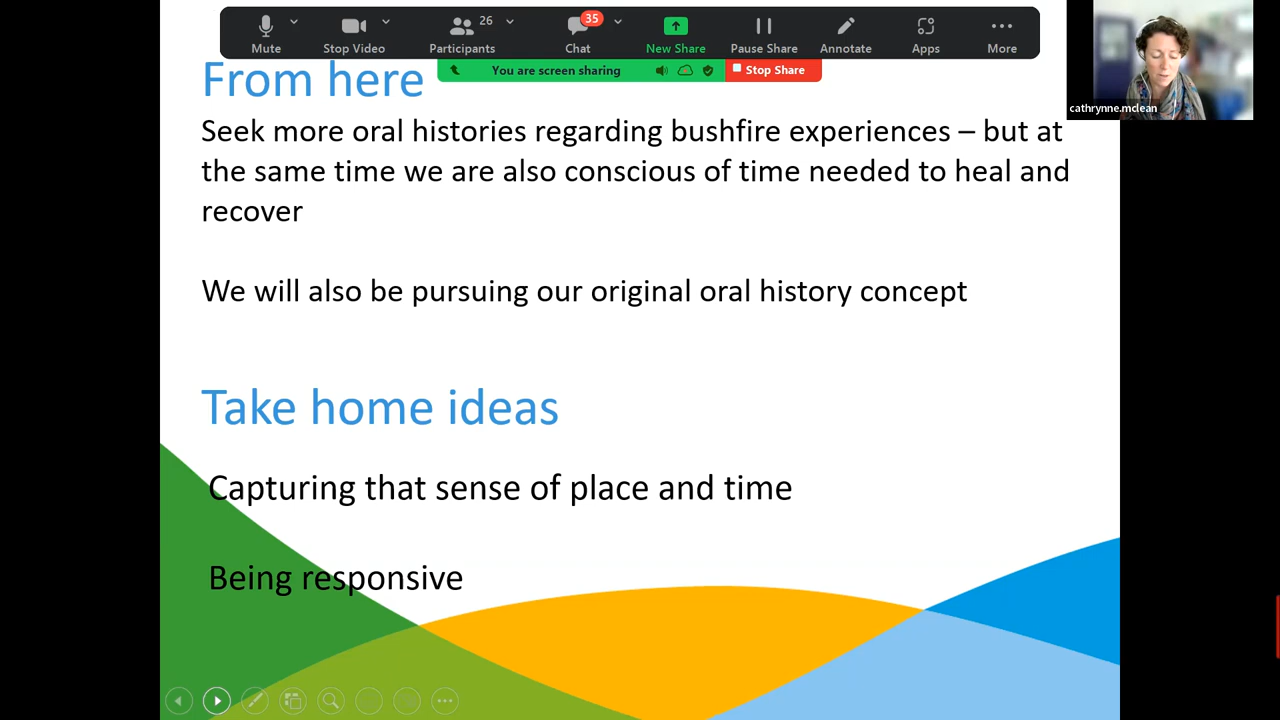 26
35
Mute
Stop Video
Participants
Chat
New Share
Pause Share
Annotate
Apps
More
You are screen sharing
Stop Share
cathrynne.mclean
From here
Seek more oral histories regarding bushfire experiences – but at
the same time we are also conscious of time needed to heal and
recover
We will also be pursuing our original oral history concept
Take home ideas
Capturing that sense of place and time
Being responsive